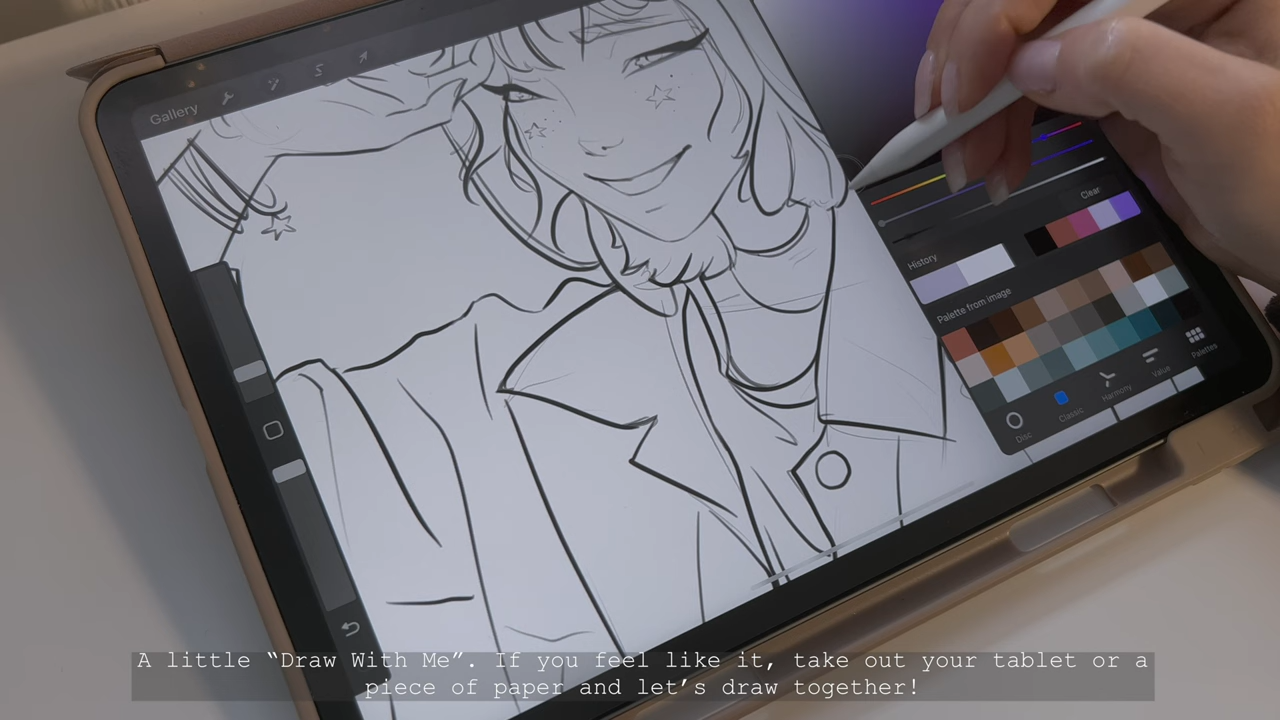 Gallery
Clear
History
Palette from image
Disc
Classic
Harmony
Value
Palettes
A little “Draw With Me”. If you feel like it, take out your tablet or a
piece of paper and let’s draw together!